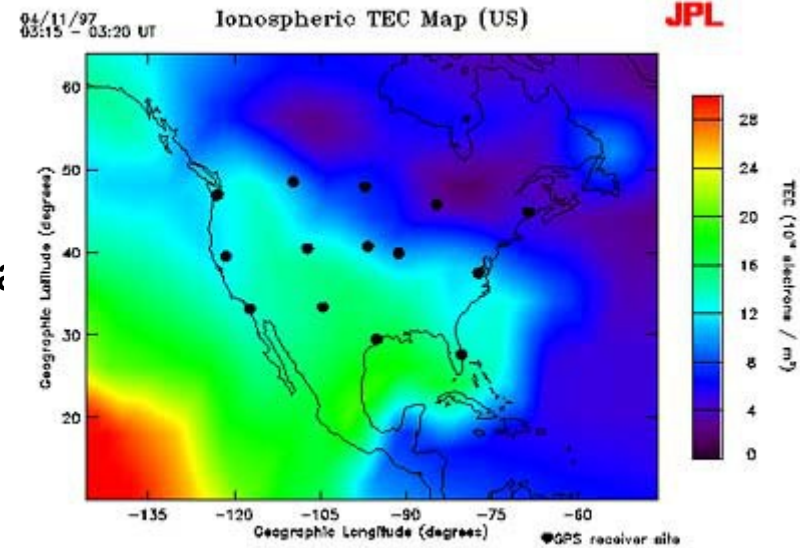 04/11/97
03:15 – 03:20 UT
Ionospheric TEC Map (US)
JPL
60
50
40
30
20
Geographic Latitude (degrees)
-135
-120
-105
-90
-75
-60
Geographic Longitude (degrees)
GPS receiver site
28
24
20
16
12
8
4
0
TEC (10¹⁶ electrons / m²)